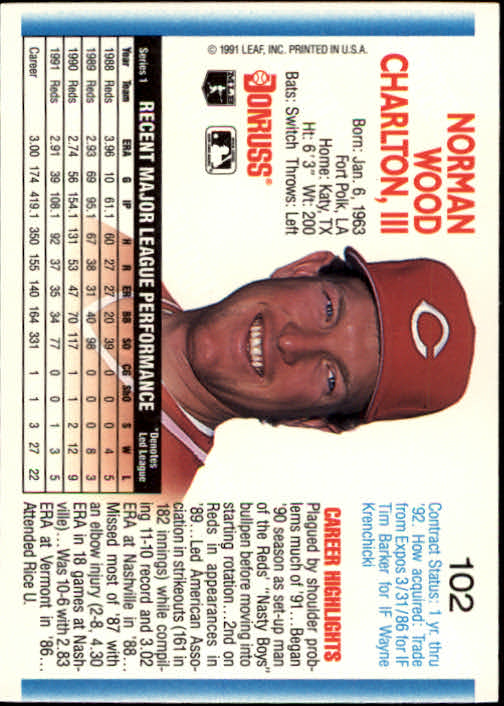 102
NORMAN
WOOD
CHARLTON, III
Born: Jan. 6, 1963
Fort Polk, LA
Home: Katy, TX
Ht: 6'3" Wt: 200
Bats: Switch Throws: Left
DONRUSS
© 1991 LEAF, INC. PRINTED IN U.S.A.
C
Contract Status: 1 yr. thru
'92. How acquired: Trade
from Expos 3/31/86 for IF
Tim Barker for IF Wayne
Krenchicki
CAREER HIGHLIGHTS
Plagued by shoulder prob-
lems much of '91... Began
'90 season as set-up man
of the Reds' "Nasty Boys"
bullpen before moving into
starting rotation...2nd on
Reds in appearances in
'89...Led American Asso-
ciation in strikeouts (161 in
182 innings) while compil-
ing 11-10 record and 3.02
ERA at Nashville in '88...
Missed most of '87 with
an elbow injury (2-8, 4.30
ERA in 18 games at Nash-
ville)...Was 10-6 with 2.83
ERA at Vermont in '86...
Attended Rice U.
Series 1 RECENT MAJOR LEAGUE PERFORMANCE *Denotes Led League
Year Team ERA G IP H R ER BB SO CG ShO S W L
1988 Reds 3.96 10 61.1 60 27 27 20 39 0 0 0 4 5
1989 Reds 2.93 69 95.1 67 38 31 40 98 0 0 0 8 3
1990 Reds 2.74 56 154.1 131 53 47 70 117 1 1 2 12 9
1991 Reds 2.91 39 108.1 92 37 35 34 77 0 0 1 3 5
Career 3.00 174 419.1 350 155 140 164 331 1 1 3 27 22